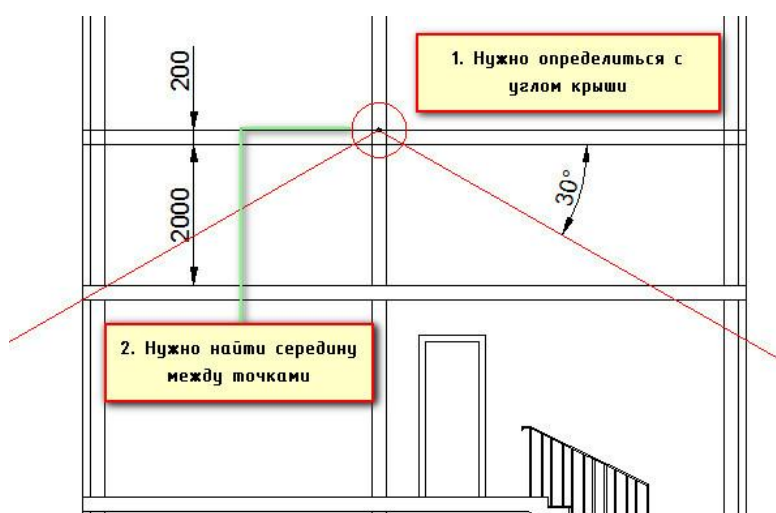 1. Нужно определиться с
углом крыши
200
2000
30°
2. Нужно найти середину
между точками